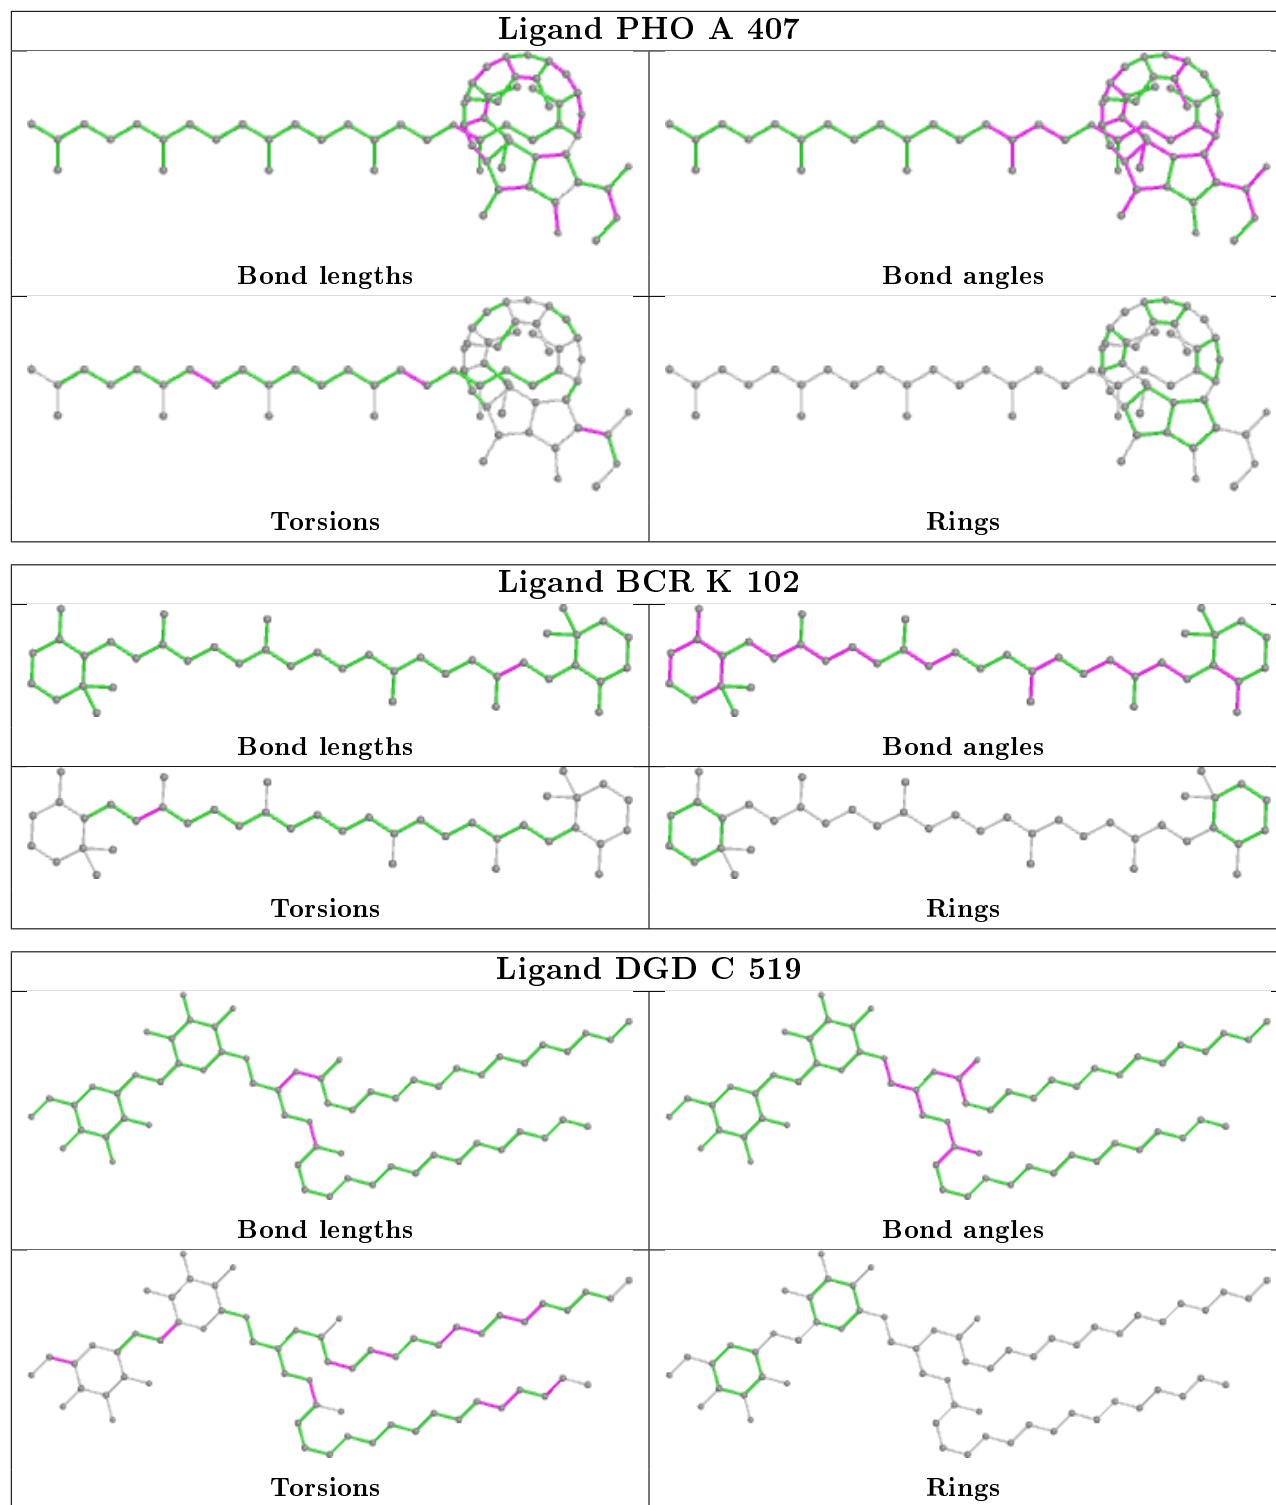 Ligand PHO A 407
Bond lengths
Bond angles
Torsions
Rings
Ligand BCR K 102
Bond lengths
Bond angles
Torsions
Rings
Ligand DGD C 519
Bond lengths
Bond angles
Torsions
Rings